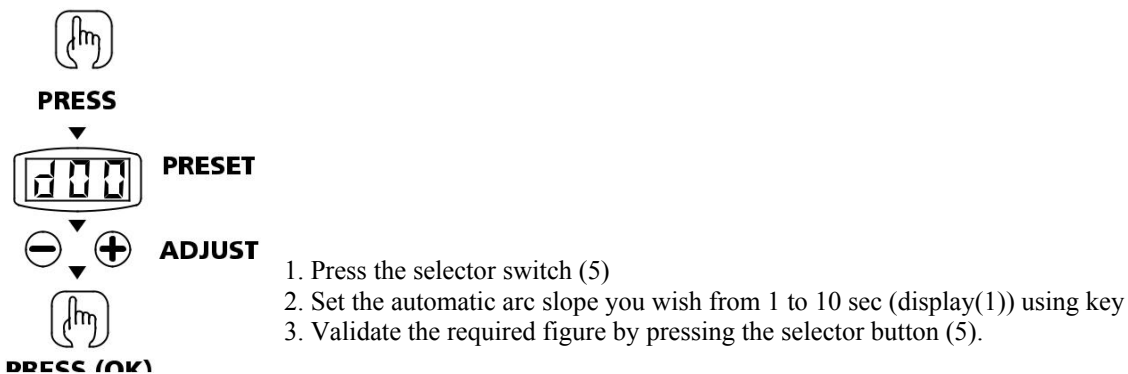 PRESS
d00 PRESET
ADJUST
1. Press the selector switch (5)
2. Set the automatic arc slope you wish from 1 to 10 sec (display(1)) using key
3. Validate the required figure by pressing the selector button (5).
PRESS (OK)